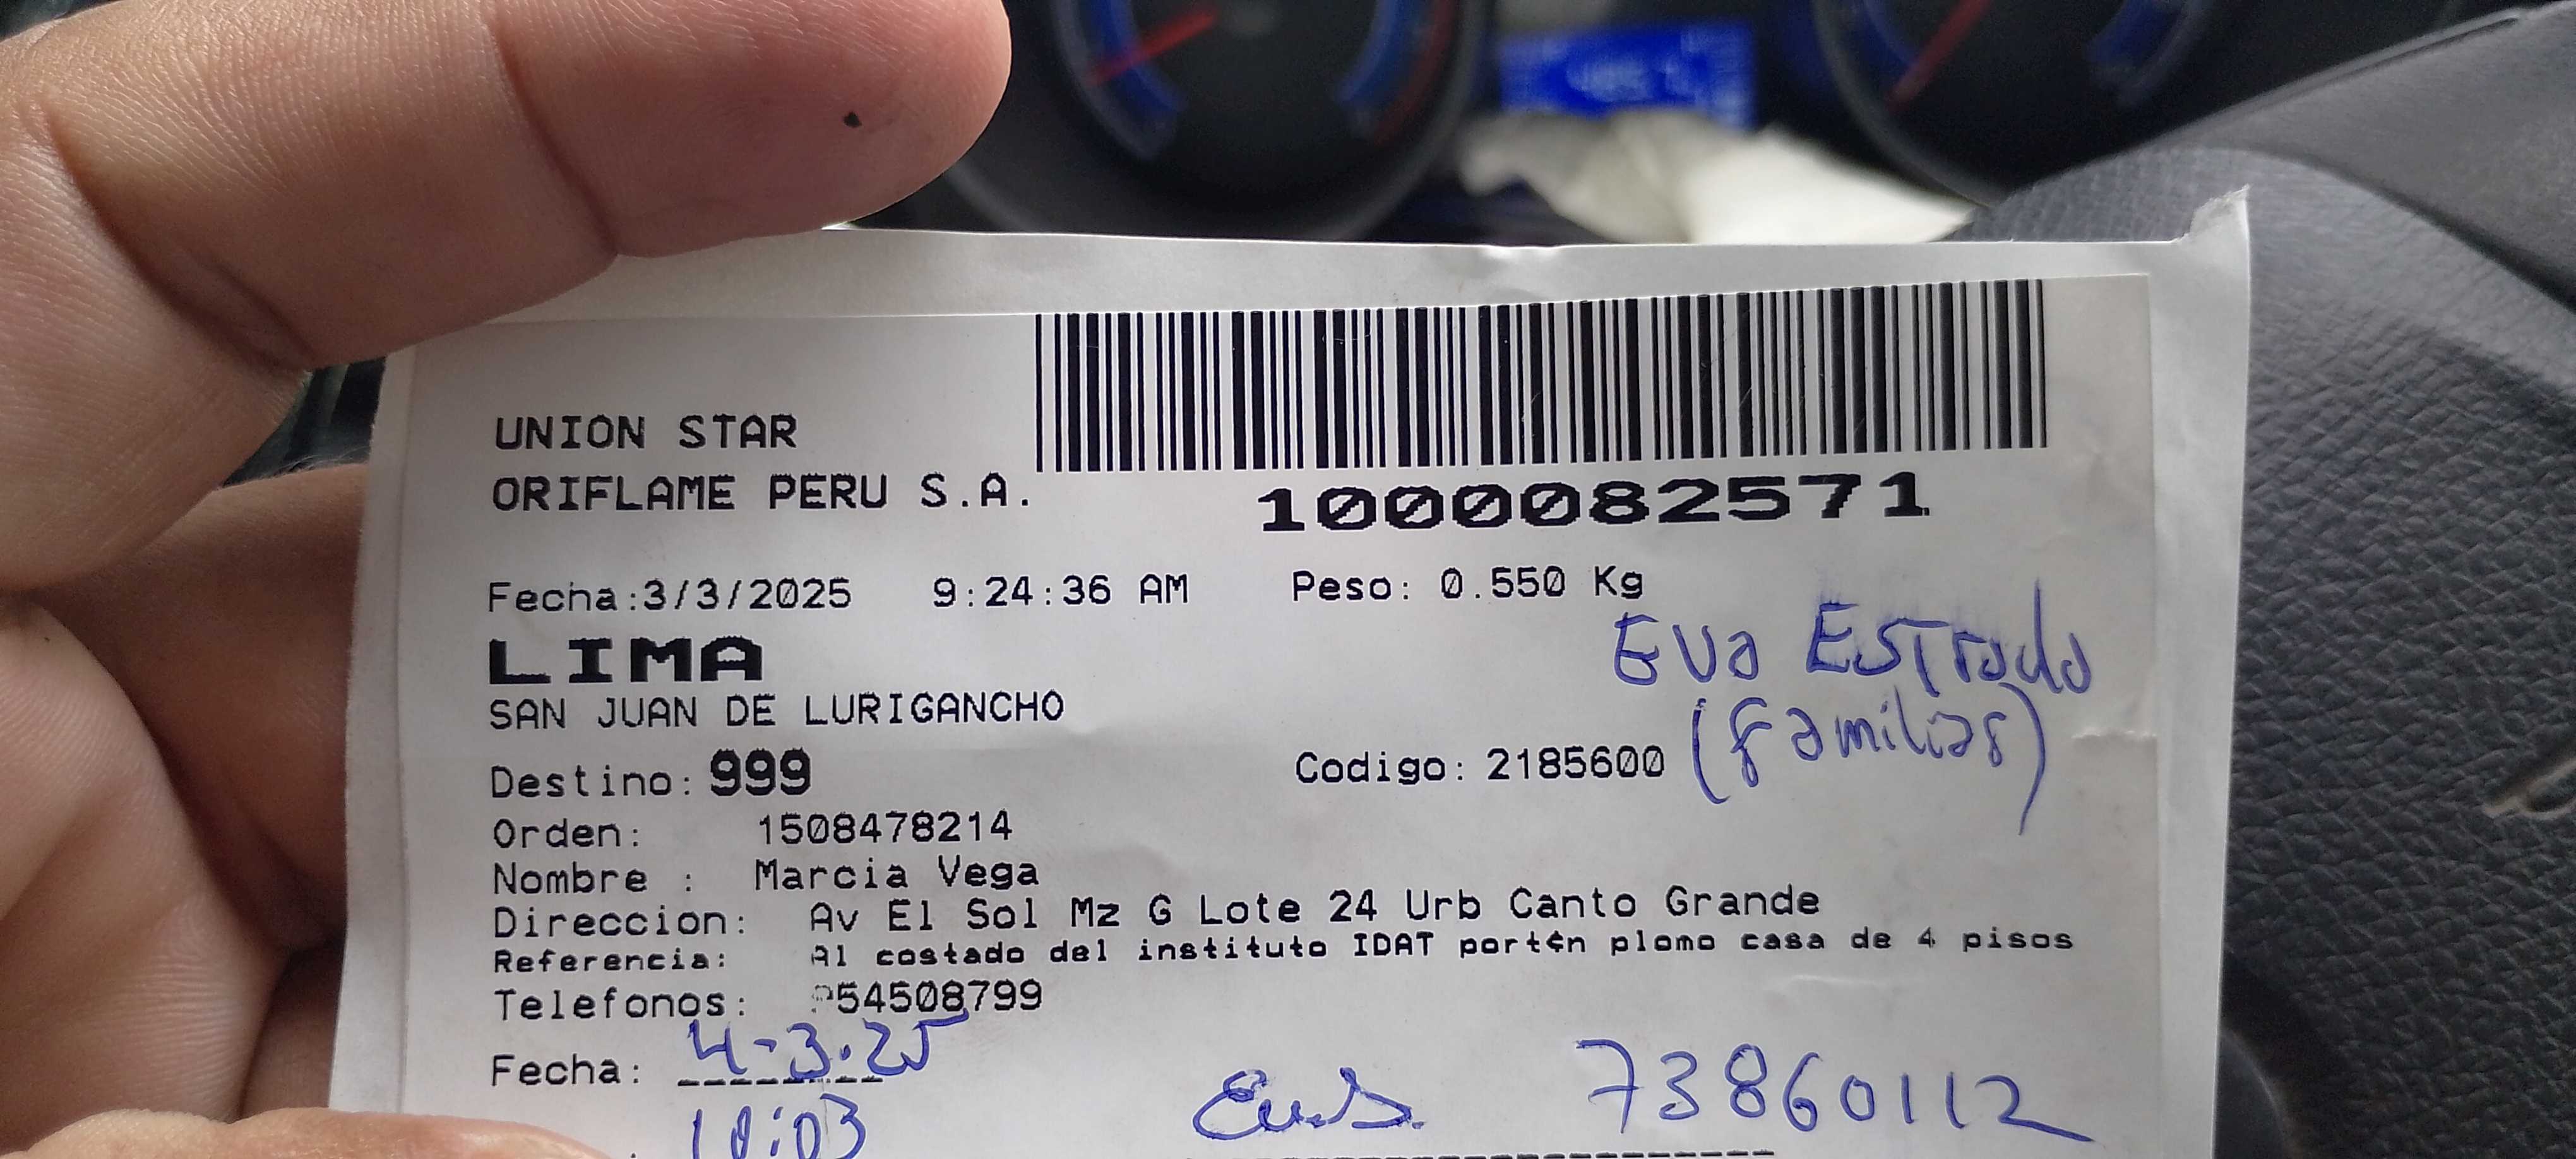 UNION STAR
ORIFLAME PERU S.A.
1000082571
Fecha:3/3/2025 9:24:36 AM Peso: 0.550 Kg
LIMA
Eva Estrada
SAN JUAN DE LURIGANCHO
(familiar)
Destino: 999 Codigo: 2185600
Orden: 1508478214
Nombre : Marcia Vega
Direccion: Av El Sol Mz G Lote 24 Urb Canto Grande
Referencia: Al costado del instituto IDAT port¢n plomo casa de 4 pisos
Telefonos: 954508799
Fecha: 4-3-25
73860112